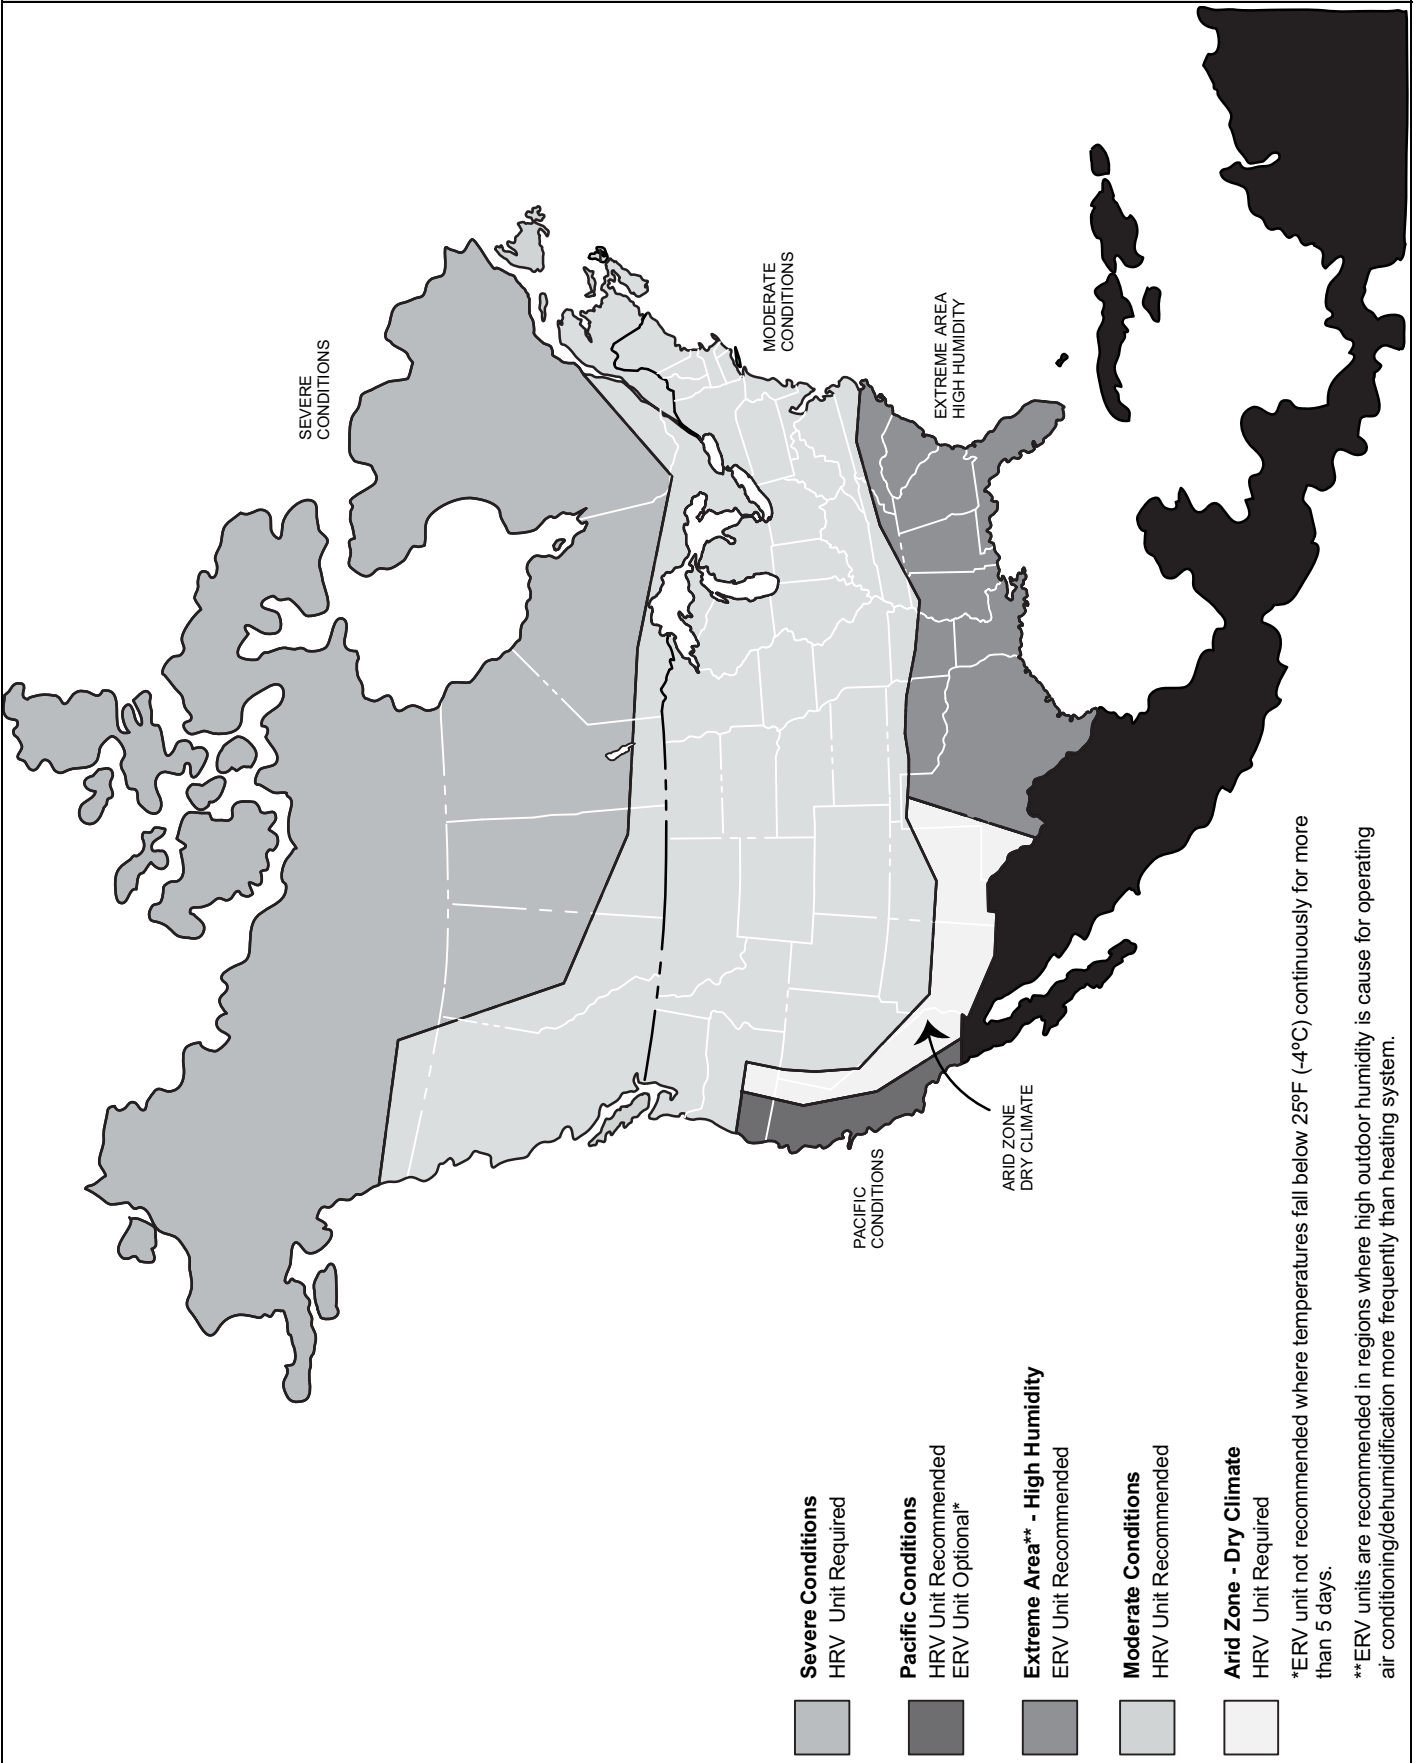 SEVERE
CONDITIONS
MODERATE
CONDITIONS
EXTREME AREA
HIGH HUMIDITY
PACIFIC
CONDITIONS
ARID ZONE
DRY CLIMATE
Severe Conditions
HRV Unit Required
Pacific Conditions
HRV Unit Recommended
ERV Unit Optional*
Extreme Area** - High Humidity
ERV Unit Recommended
Moderate Conditions
HRV Unit Recommended
Arid Zone - Dry Climate
HRV Unit Required
*ERV unit not recommended where temperatures fall below 25ºF (-4ºC) continuously for more
than 5 days.
**ERV units are recommended in regions where high outdoor humidity is cause for operating
air conditioning/dehumidification more frequently than heating system.